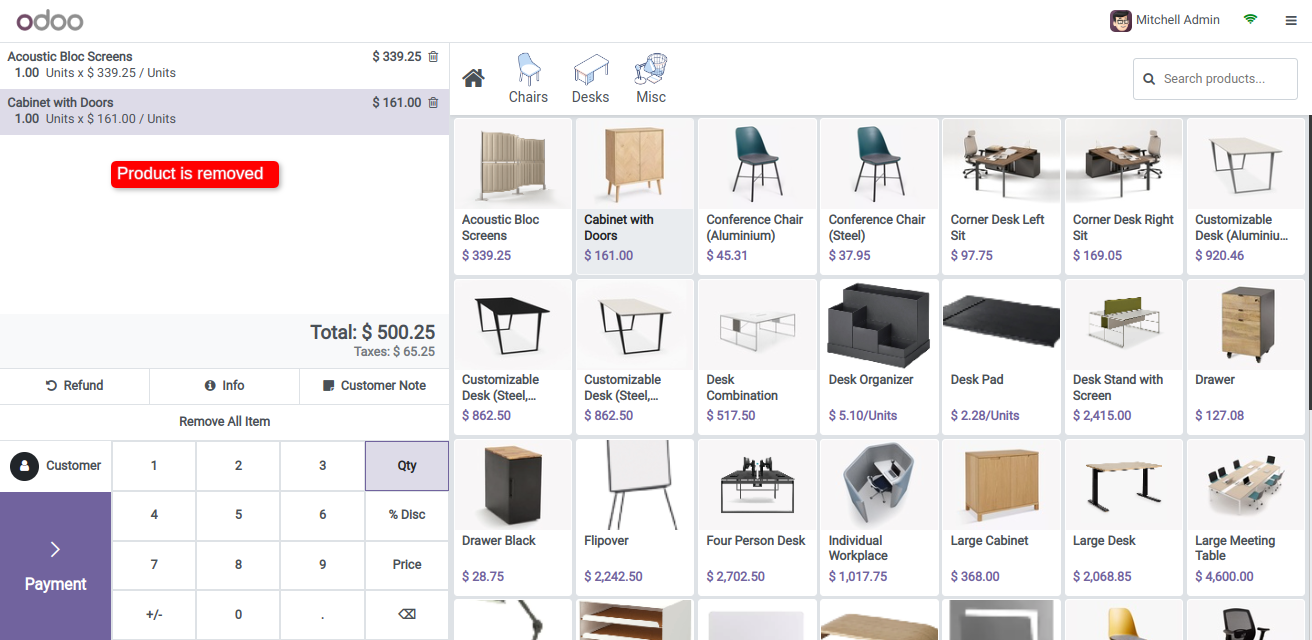 odoo
Mitchell Admin
Acoustic Bloc Screens $ 339.25
1.00 Units x $ 339.25 / Units
Cabinet with Doors $ 161.00
1.00 Units x $ 161.00 / Units
Product is removed
Total: $ 500.25
Taxes: $ 65.25
Refund
Info
Customer Note
Remove All Item
Customer
1
2
3
Qty
4
5
6
% Disc
7
8
9
Price
+/-
0
.
Payment
Chairs
Desks
Misc
Search products...
Acoustic Bloc
Screens
$ 339.25
Cabinet with
Doors
$ 161.00
Conference Chair
(Aluminium)
$ 45.31
Conference Chair
(Steel)
$ 37.95
Corner Desk Left
Sit
$ 97.75
Corner Desk Right
Sit
$ 169.05
Customizable
Desk (Aluminiu...
$ 920.46
Customizable
Desk (Steel,...
$ 862.50
Customizable
Desk (Steel,...
$ 862.50
Desk
Combination
$ 517.50
Desk Organizer
$ 5.10/Units
Desk Pad
$ 2.28/Units
Desk Stand with
Screen
$ 2,415.00
Drawer
$ 127.08
Drawer Black
$ 28.75
Flipover
$ 2,242.50
Four Person Desk
$ 2,702.50
Individual
Workplace
$ 1,017.75
Large Cabinet
$ 368.00
Large Desk
$ 2,068.85
Large Meeting
Table
$ 4,600.00